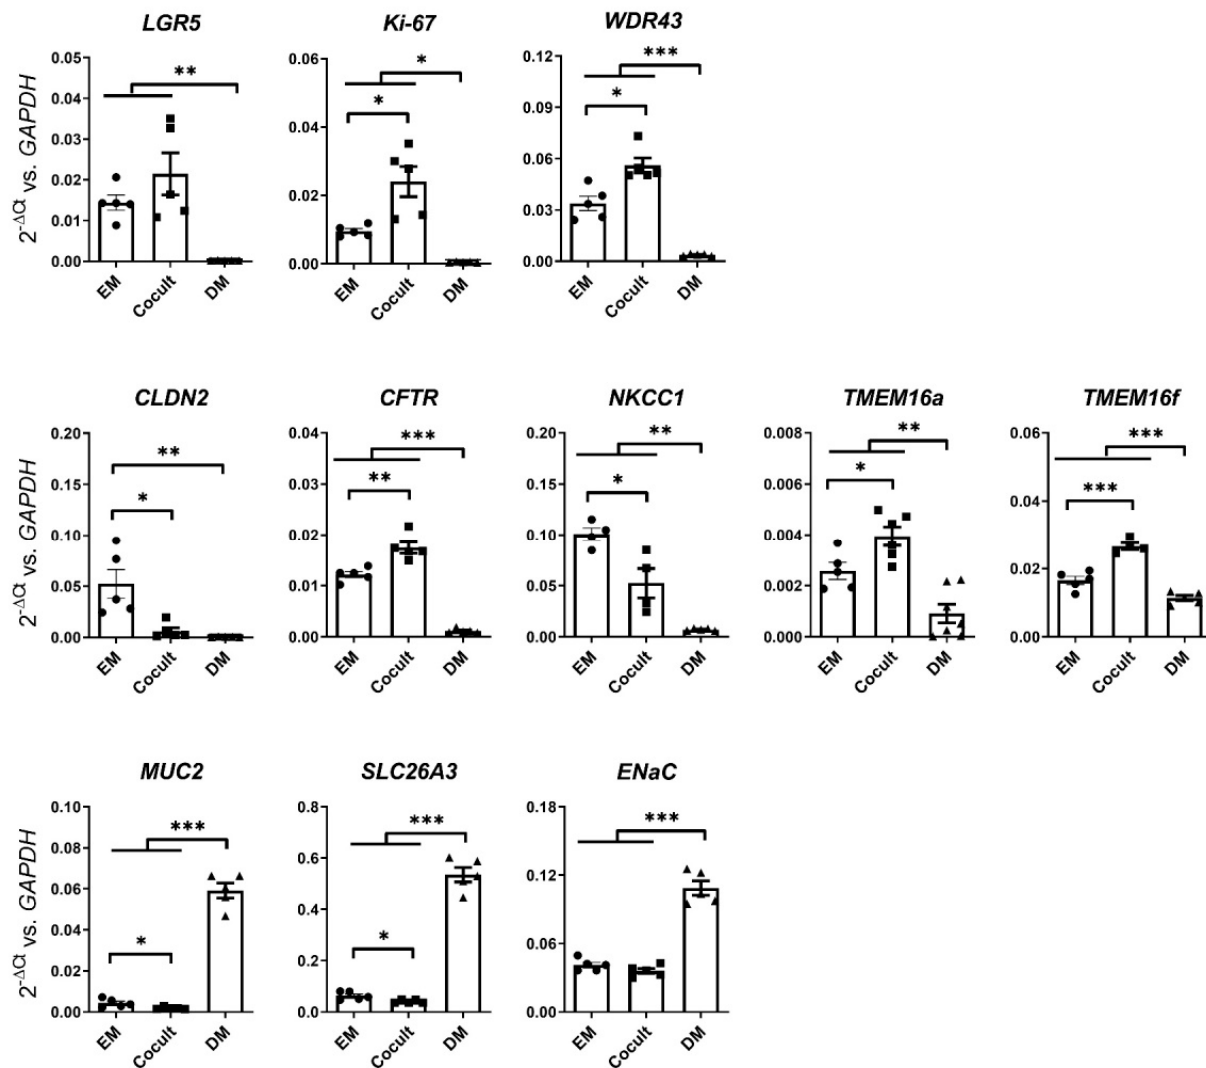 LGR5
Ki-67
WDR43
2^-ΔCt vs. GAPDH
0.05
0.04
0.03
0.02
0.01
0.00
**
EM
Cocult
DM
0.06
0.04
0.02
0.00
*
*
EM
Cocult
DM
0.12
0.09
0.06
0.03
0.00
***
*
EM
Cocult
DM
CLDN2
CFTR
NKCC1
TMEM16a
TMEM16f
2^-ΔCt vs. GAPDH
0.20
0.15
0.10
0.05
0.00
**
*
EM
Cocult
DM
0.04
0.03
0.02
0.01
0.00
***
**
EM
Cocult
DM
0.20
0.15
0.10
0.05
0.00
**
*
EM
Cocult
DM
0.008
0.006
0.004
0.002
0.000
**
*
EM
Cocult
DM
0.06
0.04
0.02
0.00
***
***
EM
Cocult
DM
MUC2
SLC26A3
ENaC
2^-ΔCt vs. GAPDH
0.10
0.08
0.06
0.04
0.02
0.00
***
*
EM
Cocult
DM
0.8
0.6
0.4
0.2
0.0
***
*
EM
Cocult
DM
0.18
0.12
0.06
0.00
***
EM
Cocult
DM